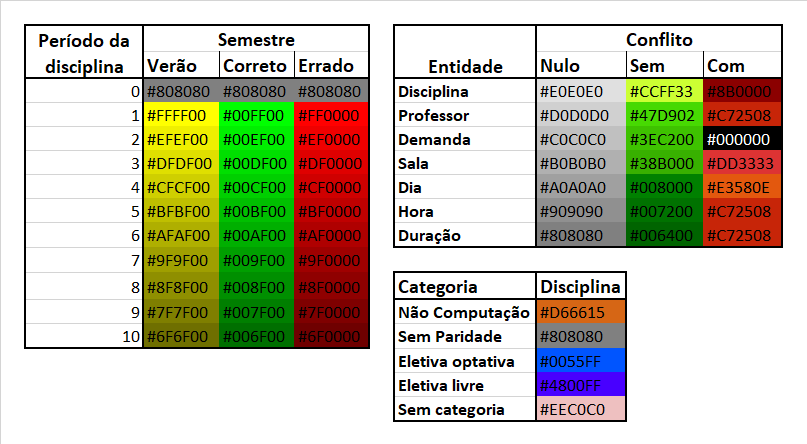 Período da disciplina Semestre
Verão Correto Errado
0 #808080 #808080 #808080
1 #FFFF00 #00FF00 #FF0000
2 #EFEF00 #00EF00 #EF0000
3 #DFDF00 #00DF00 #DF0000
4 #CFCF00 #00CF00 #CF0000
5 #BFBF00 #00BF00 #BF0000
6 #AFAF00 #00AF00 #AF0000
7 #9F9F00 #009F00 #9F0000
8 #8F8F00 #008F00 #8F0000
9 #7F7F00 #007F00 #7F0000
10 #6F6F00 #006F00 #6F0000
Entidade Conflito
Nulo Sem Com
Disciplina #E0E0E0 #CCFF33 #8B0000
Professor #D0D0D0 #47D902 #C72508
Demanda #C0C0C0 #3EC200 #000000
Sala #B0B0B0 #38B000 #DD3333
Dia #A0A0A0 #008000 #E3580E
Hora #909090 #007200 #C72508
Duração #808080 #006400 #C72508
Categoria Disciplina
Não Computação #D66615
Sem Paridade #808080
Eletiva optativa #0055FF
Eletiva livre #4800FF
Sem categoria #EEC0C0